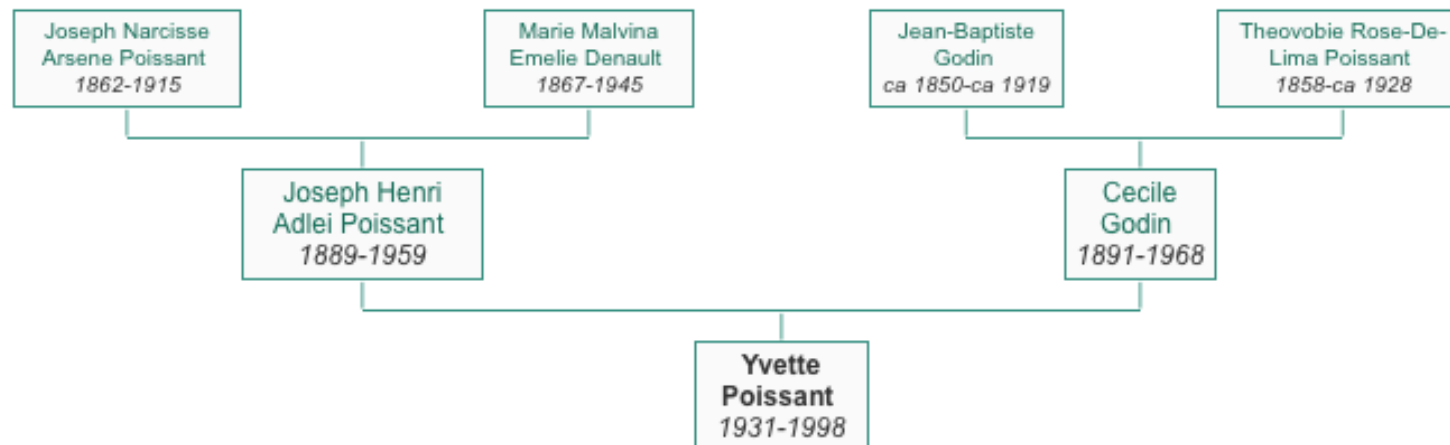 Joseph Narcisse
Arsene Poissant
1862-1915
Marie Malvina
Emelie Denault
1867-1945
Jean-Baptiste
Godin
ca 1850-ca 1919
Theovobie Rose-De-
Lima Poissant
1858-ca 1928
Joseph Henri
Adlei Poissant
1889-1959
Cecile
Godin
1891-1968
Yvette
Poissant
1931-1998